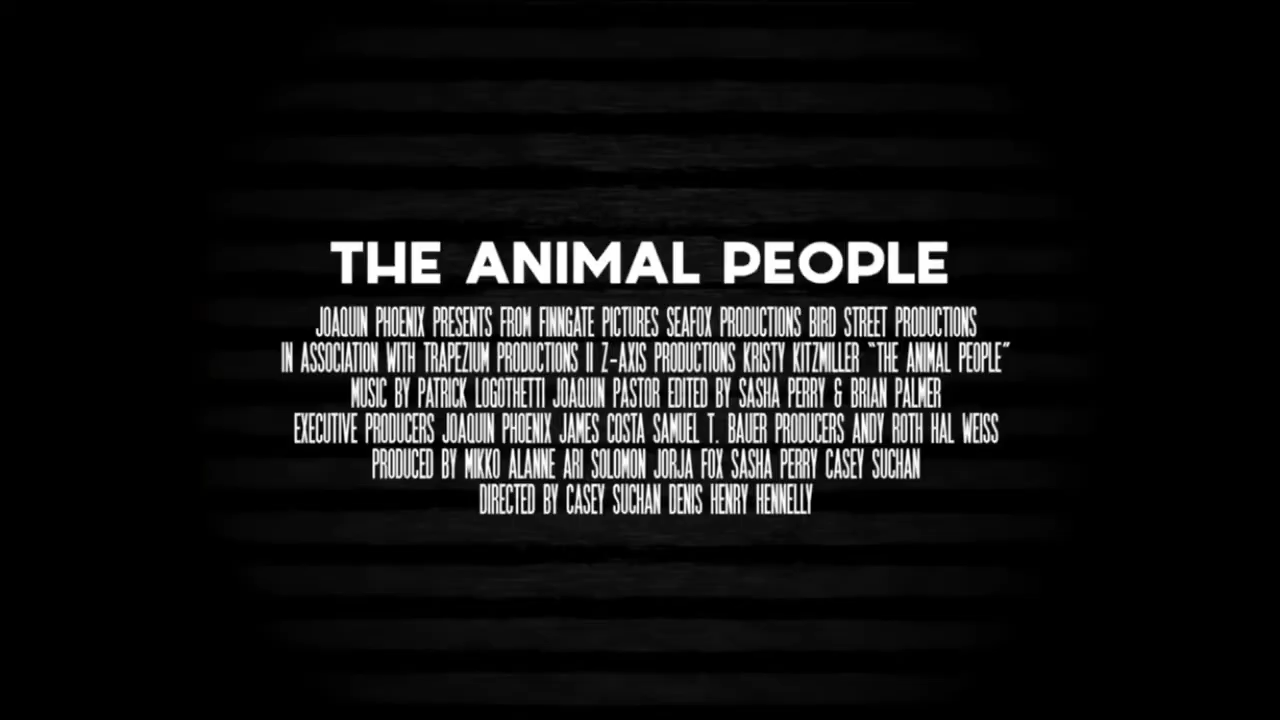 THE ANIMAL PEOPLE
JOAQUIN PHOENIX PRESENTS FROM FINNGATE PICTURES SEAFOX PRODUCTIONS BIRD STREET PRODUCTIONS
IN ASSOCIATION WITH TRAPEZIUM PRODUCTIONS II Z-AXIS PRODUCTIONS KRISTY KITZMILLER "THE ANIMAL PEOPLE"
MUSIC BY PATRICK LOGOTHETTI JOAQUIN PASTOR EDITED BY SASHA PERRY & BRIAN PALMER
EXECUTIVE PRODUCERS JOAQUIN PHOENIX JAMES COSTA SAMUEL T. BAUER PRODUCERS ANDY ROTH HAL WEISS
PRODUCED BY MIKKO ALANNE ARI SOLOMON JORJA FOX SASHA PERRY CASEY SUCHAN
DIRECTED BY CASEY SUCHAN DENIS HENRY HENNELLY